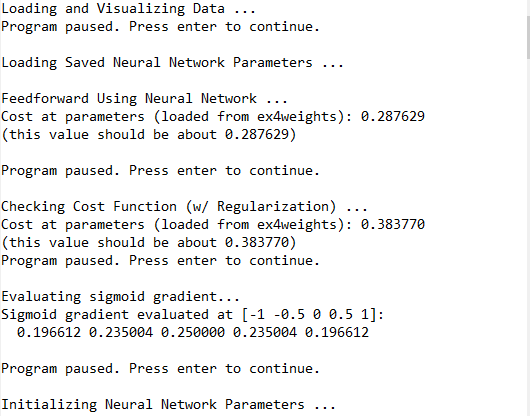 Loading and Visualizing Data ...
Program paused. Press enter to continue.
Loading Saved Neural Network Parameters ...
Feedforward Using Neural Network ...
Cost at parameters (loaded from ex4weights): 0.287629
(this value should be about 0.287629)
Program paused. Press enter to continue.
Checking Cost Function (w/ Regularization) ...
Cost at parameters (loaded from ex4weights): 0.383770
(this value should be about 0.383770)
Program paused. Press enter to continue.
Evaluating sigmoid gradient...
Sigmoid gradient evaluated at [-1 -0.5 0 0.5 1]:
0.196612 0.235004 0.250000 0.235004 0.196612
Program paused. Press enter to continue.
Initializing Neural Network Parameters ...